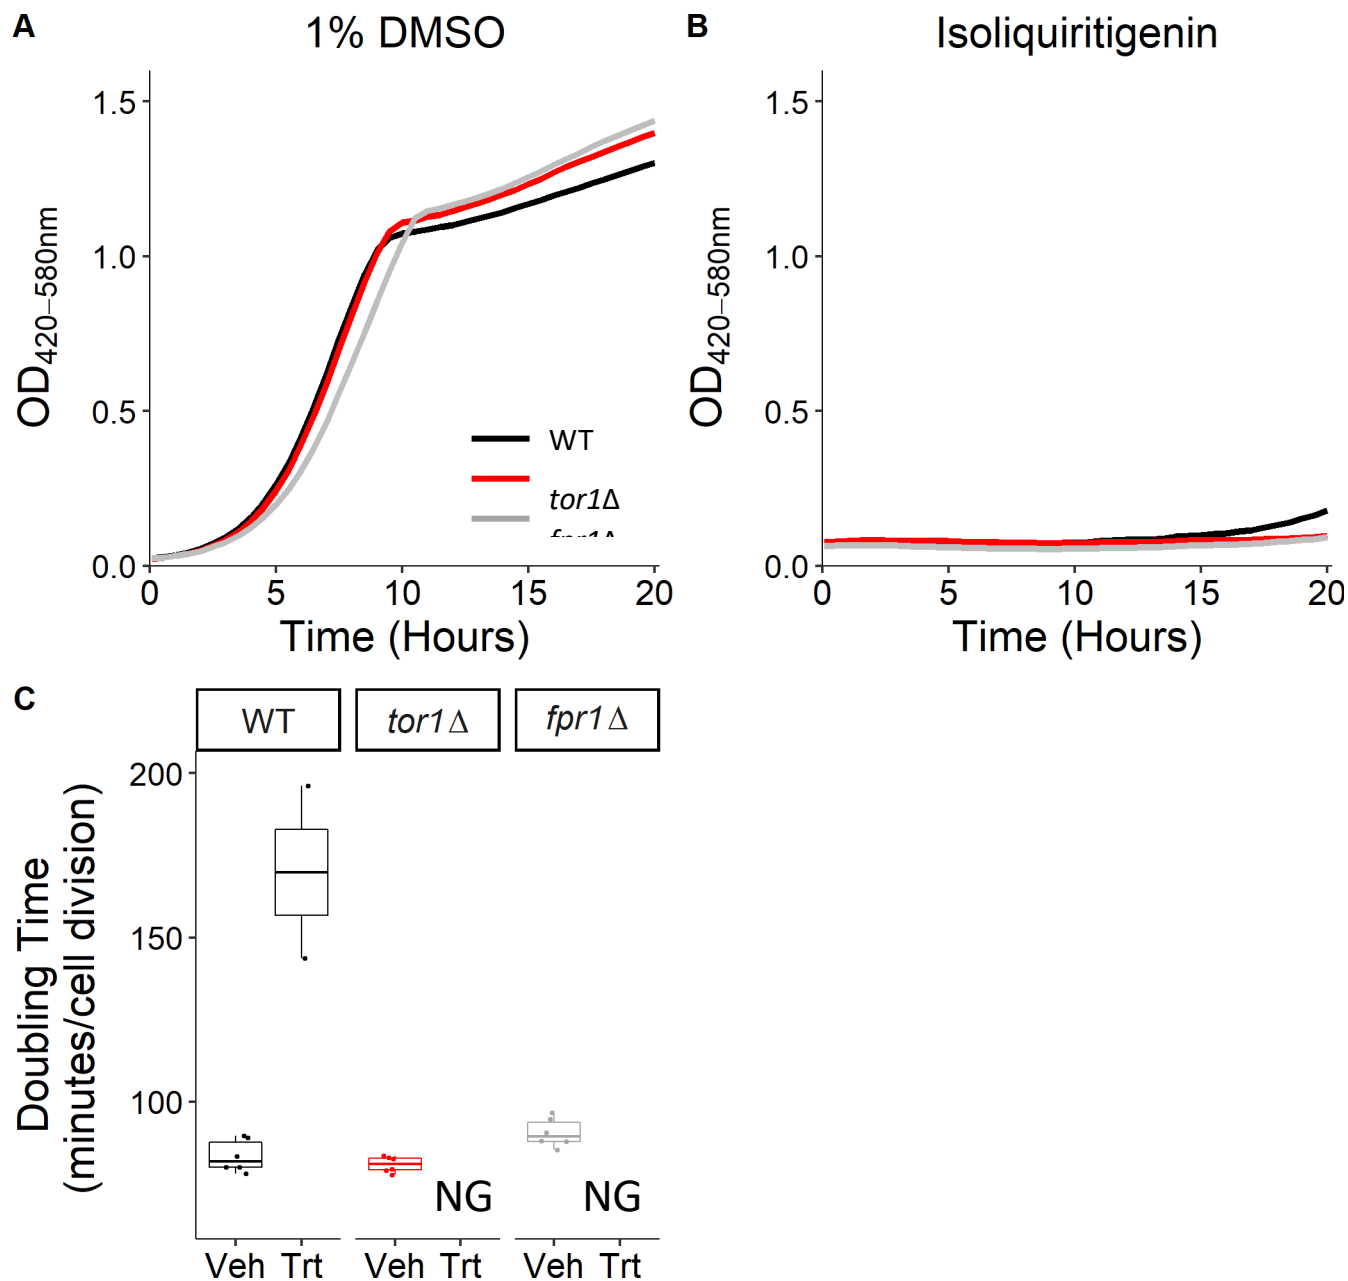 A
1% DMSO
B
Isoliquiritigenin
OD420–580nm
1.5
1.0
0.5
0.0
0
5
10
15
20
Time (Hours)
WT
tor1Δ
OD420–580nm
1.5
1.0
0.5
0.0
0
5
10
15
20
Time (Hours)
C
WT
tor1Δ
fpr1Δ
Doubling Time
(minutes/cell division)
200
150
100
NG
NG
Veh
Trt
Veh
Trt
Veh
Trt